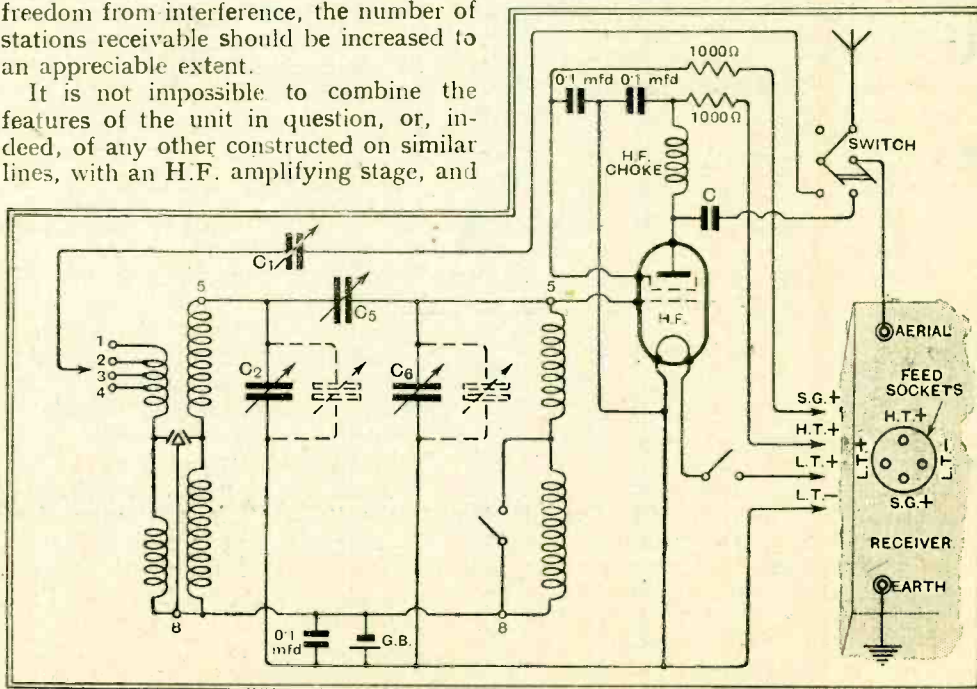 freedom from interference, the number of
stations receivable should be increased to
an appreciable extent.
It is not impossible to combine the
features of the unit in question, or, in-
deed, of any other constructed on similar
lines, with an H.F. amplifying stage, and
1000Ω
0·1 mfd 0·1 mfd
1000Ω
H.F.
CHOKE
SWITCH
C
C1
5
5
C5
H.F.
1
2
3
4
C2
C6
AERIAL
FEED
SOCKETS
S.G.+
H.T.+
H.T.+
L.T.+
L.T.-
L.T.+
L.T.-
S.G.+
RECEIVER
EARTH
8
8
0·1
mfd
G.B.